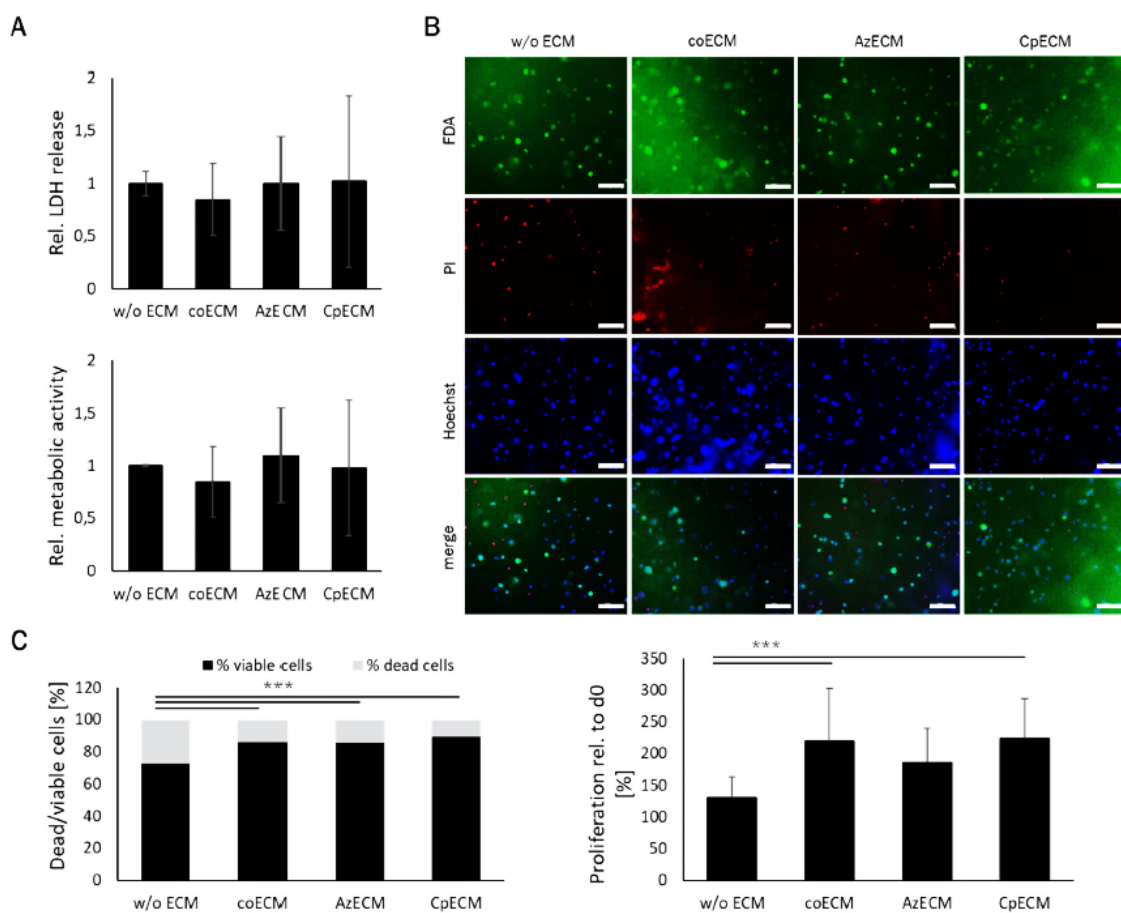 A
2
1,5
1
0,5
0
Rel. LDH release
w/o ECM coECM AzECM CpECM
2
1,5
1
0,5
0
Rel. metabolic activity
w/o ECM coECM AzECM CpECM
B
w/o ECM coECM AzECM CpECM
FDA
PI
Hoechst
merge
C
% viable cells % dead cells
***
120
100
80
60
40
20
0
Dead/viable cells [%]
w/o ECM coECM AzECM CpECM
***
350
300
250
200
150
100
50
0
Proliferation rel. to d0
[%]
w/o ECM coECM AzECM CpECM